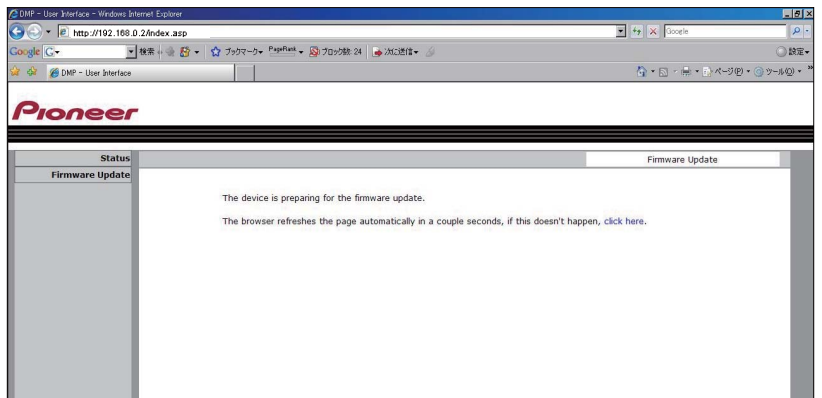 DMP - User Interface - Windows Internet Explorer
http://192.168.0.2/index.asp
Google
Google G 検索 ブックマーク PageRank ブロック数: 24 次に送信 設定
DMP - User Interface ページ(P) ツール(O) »
Pioneer
Status Firmware Update
Firmware Update
The device is preparing for the firmware update.
The browser refreshes the page automatically in a couple seconds, if this doesn't happen, click here.